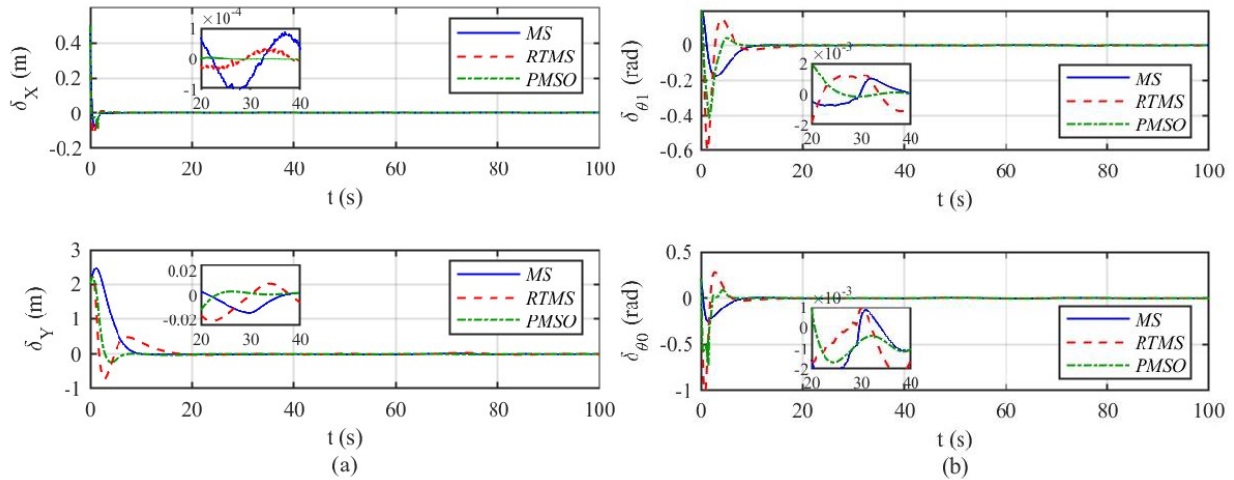 ×10⁻⁴
1
0
-1
20 30 40
MS
RTMS
PMSO
0.4
0.2
0
-0.2
δ_X (m)
0 20 40 60 80 100
t (s)
0.02
0
-0.02
20 30 40
MS
RTMS
PMSO
3
2
1
0
-1
δ_Y (m)
0 20 40 60 80 100
t (s)
(a)
×10⁻³
2
0
-2
20 30 40
MS
RTMS
PMSO
0
-0.2
-0.4
-0.6
δ_θ1 (rad)
0 20 40 60 80 100
t (s)
×10⁻³
1
0
-1
-2
20 30 40
MS
RTMS
PMSO
0.5
0
-0.5
-1
δ_θ0 (rad)
0 20 40 60 80 100
t (s)
(b)